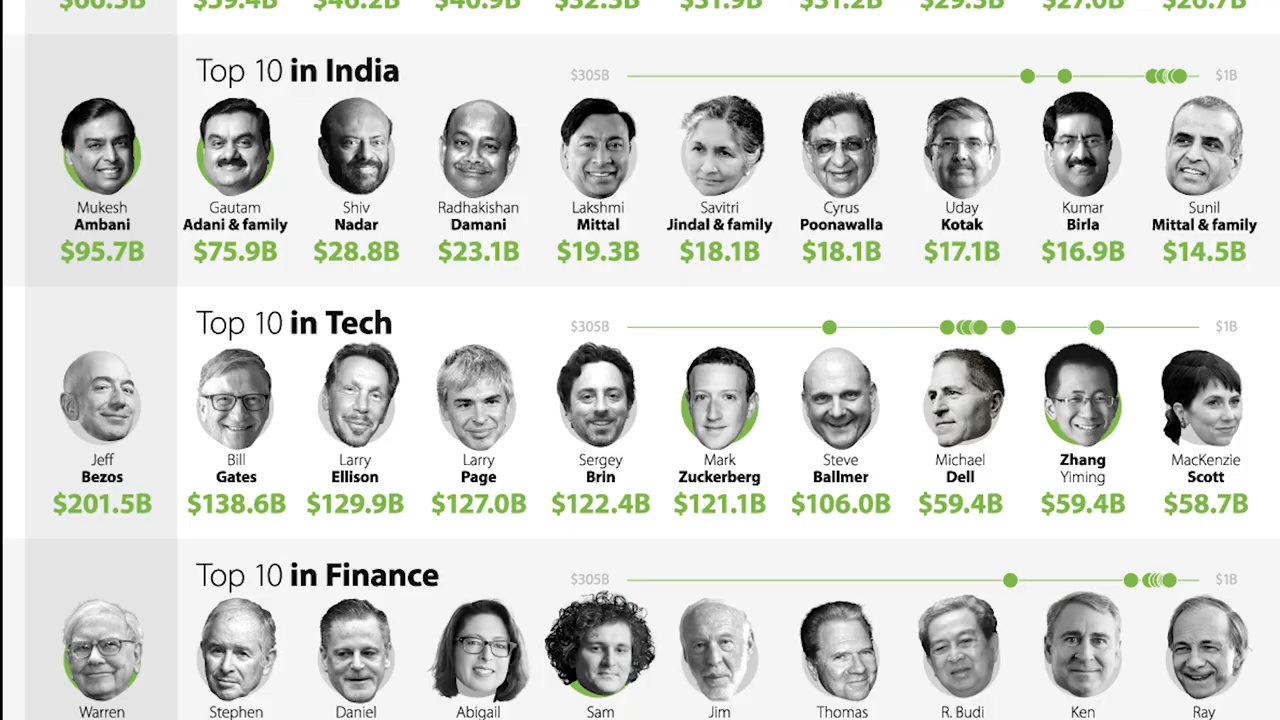 Top 10 in India
$305B $1B
Mukesh Gautam Shiv Radhakishan Lakshmi Savitri Cyrus Uday Kumar Sunil
Ambani Adani & family Nadar Damani Mittal Jindal & family Poonawalla Kotak Birla Mittal & family
$95.7B $75.9B $28.8B $23.1B $19.3B $18.1B $18.1B $17.1B $16.9B $14.5B
Top 10 in Tech
$305B $1B
Jeff Bill Larry Larry Sergey Mark Steve Michael Zhang MacKenzie
Bezos Gates Ellison Page Brin Zuckerberg Ballmer Dell Yiming Scott
$201.5B $138.6B $129.9B $127.0B $122.4B $121.1B $106.0B $59.4B $59.4B $58.7B
Top 10 in Finance
$305B $1B
Warren Stephen Daniel Abigail Sam Jim Thomas R. Budi Ken Ray